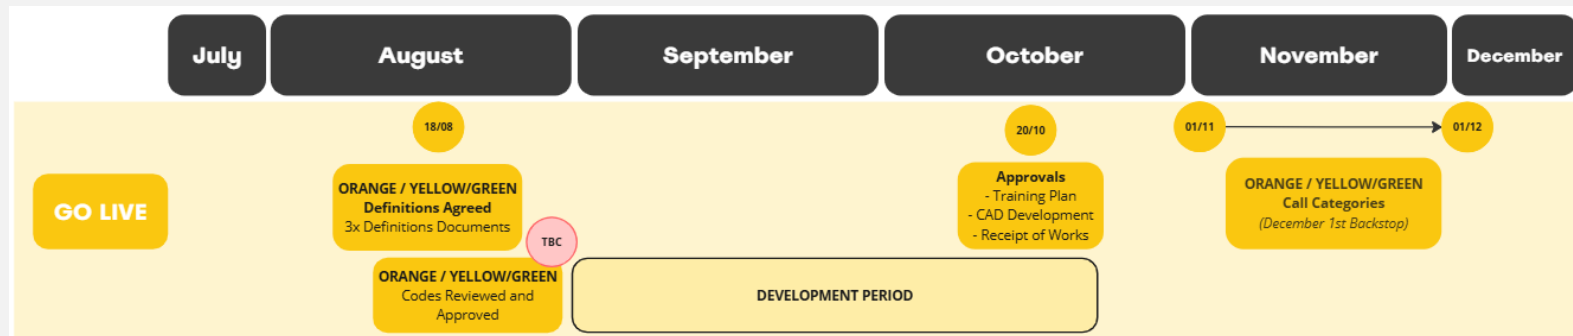 July
August
September
October
November
December
18/08
20/10
01/11
01/12
GO LIVE
ORANGE / YELLOW/GREEN
Definitions Agreed
3x Definitions Documents
TBC
ORANGE / YELLOW/GREEN
Codes Reviewed and
Approved
DEVELOPMENT PERIOD
Approvals
- Training Plan
- CAD Development
- Receipt of Works
ORANGE / YELLOW/GREEN
Call Categories
(December 1st Backstop)